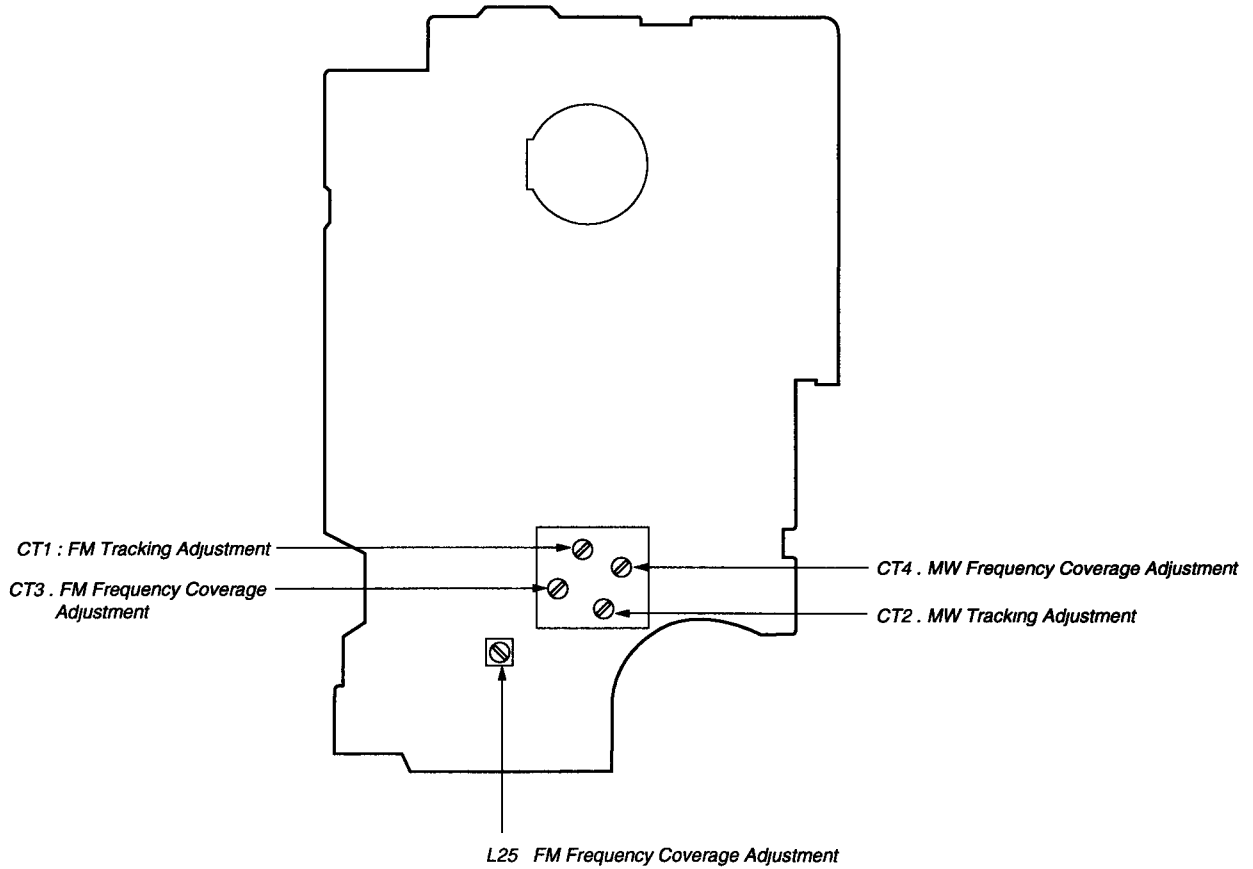 CT1 : FM Tracking Adjustment
CT3 . FM Frequency Coverage
Adjustment
CT4 . MW Frequency Coverage Adjustment
CT2 . MW Tracking Adjustment
L25 FM Frequency Coverage Adjustment